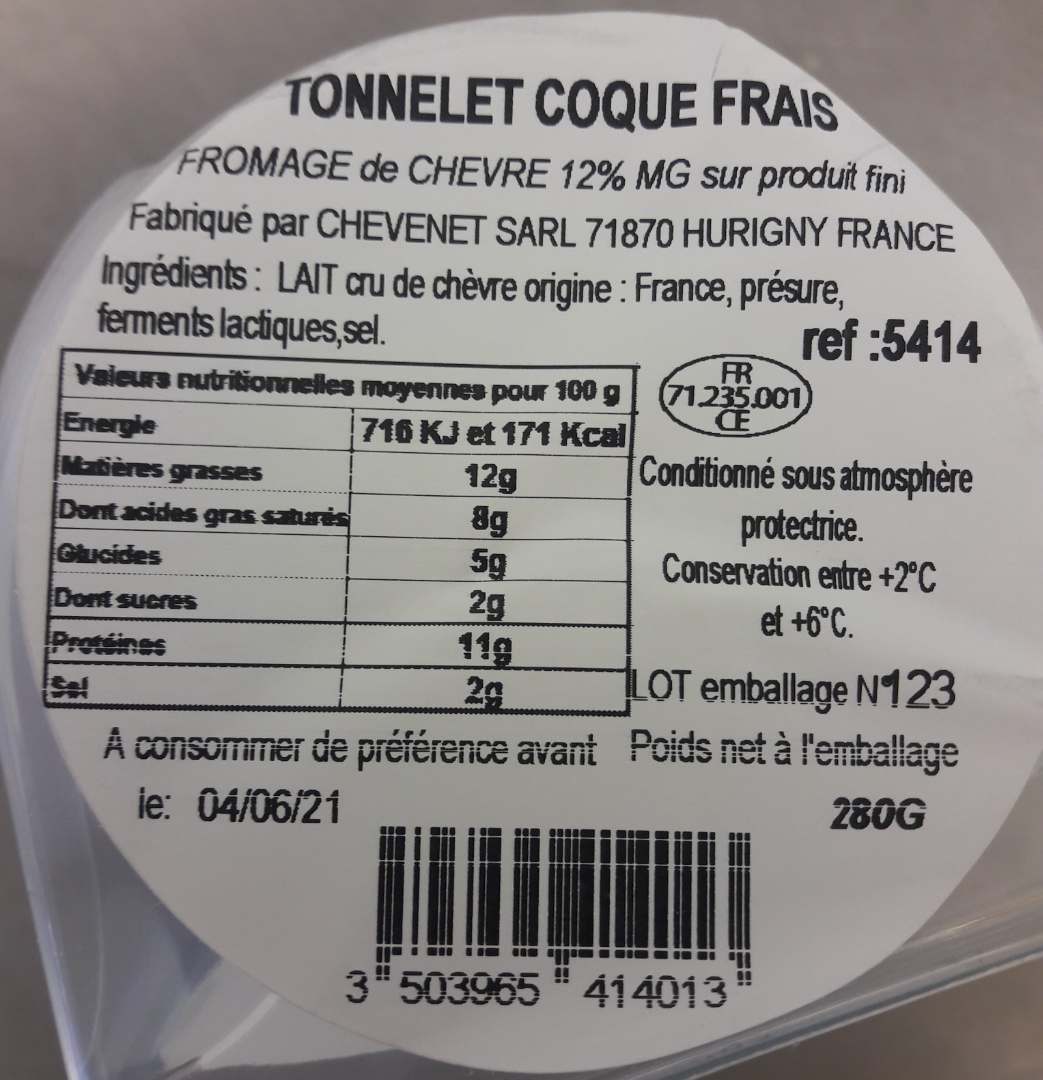 TONNELET COQUE FRAIS
FROMAGE de CHEVRE 12% MG sur produit fini
Fabriqué par CHEVENET SARL 71870 HURIGNY FRANCE
Ingrédients : LAIT cru de chèvre origine : France, présure,
ferments lactiques,sel.
ref :5414
Valeurs nutritionnelles moyennes pour 100 g
Energie 716 KJ et 171 Kcal
Matières grasses 12g
Dont acides gras saturés 8g
Glucides 5g
Dont sucres 2g
Protéines 11g
Sel 2g
FR
71.235.001
CE
Conditionné sous atmosphère
protectrice.
Conservation entre +2°C
et +6°C.
LOT emballage N°123
A consommer de préférence avant
le: 04/06/21
Poids net à l'emballage
280G
3 503965 414013